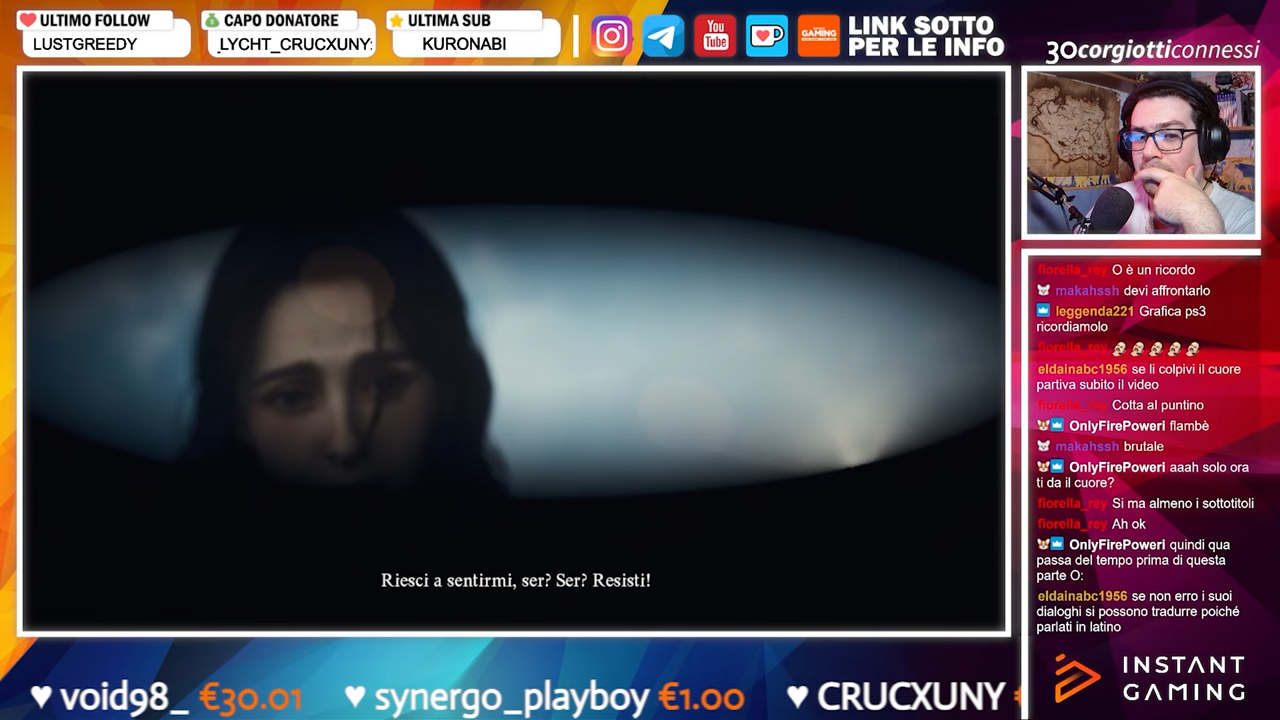 ULTIMO FOLLOW
LUSTGREEDY
CAPO DONATORE
_LYCHT_CRUCXUNY:
ULTIMA SUB
KURONABI
You
Tube
GAMING
LINK SOTTO
PER LE INFO
30corgiotticonnessi
Riesci a sentirmi, ser? Ser? Resisti!
fiorella_rey O è un ricordo
makahssh devi affrontarlo
leggenda221 Grafica ps3
ricordiamolo
fiorella_rey
eldainabc1956 se li colpivi il cuore
partiva subito il video
fiorella_rey Cotta al puntino
OnlyFirePoweri flambè
makahssh brutale
OnlyFirePoweri aaah solo ora
ti da il cuore?
fiorella_rey Si ma almeno i sottotitoli
fiorella_rey Ah ok
OnlyFirePoweri quindi qua
passa del tempo prima di questa
parte O:
eldainabc1956 se non erro i suoi
dialoghi si possono tradurre poiché
parlati in latino
INSTANT
GAMING
void98_ €30.01 synergo_playboy €1.00 CRUCXUNY